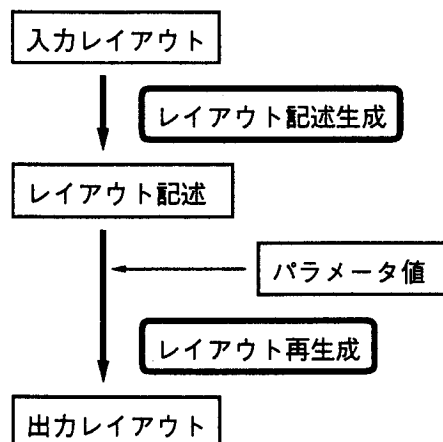 入力レイアウト
レイアウト記述生成
レイアウト記述
パラメータ値
レイアウト再生成
出力レイアウト